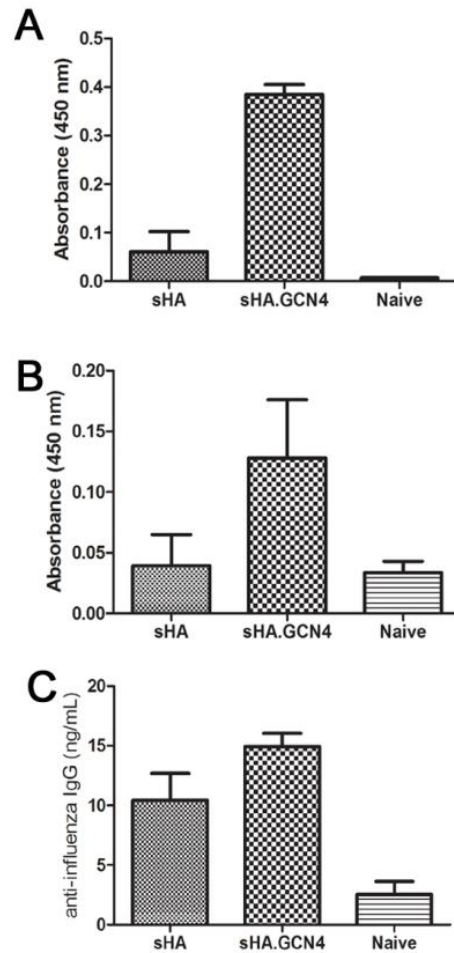 A
Absorbance (450 nm)
0.5
0.4
0.3
0.2
0.1
0.0
sHA sHA.GCN4 Naive
B
Absorbance (450 nm)
0.20
0.15
0.10
0.05
0.00
sHA sHA.GCN4 Naive
C
anti-influenza IgG (ng/mL)
20
15
10
5
0
sHA sHA.GCN4 Naive